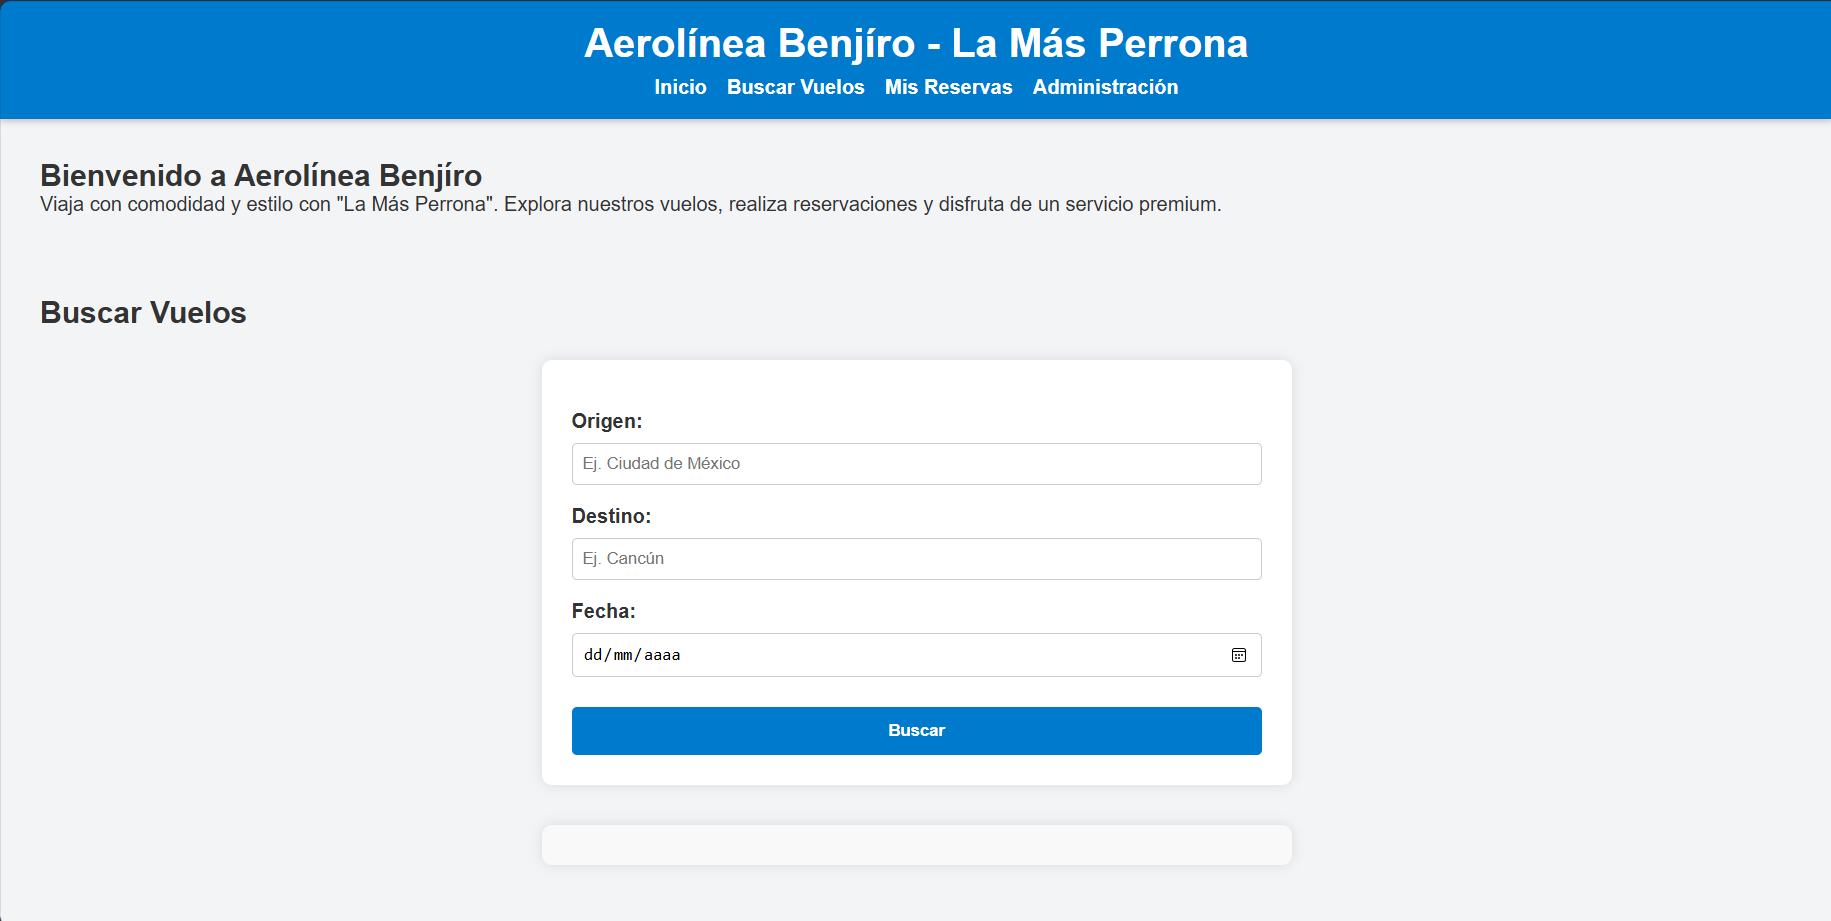 Aerolínea Benjíro - La Más Perrona
Inicio Buscar Vuelos Mis Reservas Administración
Bienvenido a Aerolínea Benjíro
Viaja con comodidad y estilo con "La Más Perrona". Explora nuestros vuelos, realiza reservaciones y disfruta de un servicio premium.
Buscar Vuelos
Origen:
Ej. Ciudad de México
Destino:
Ej. Cancún
Fecha:
dd/mm/aaaa
Buscar